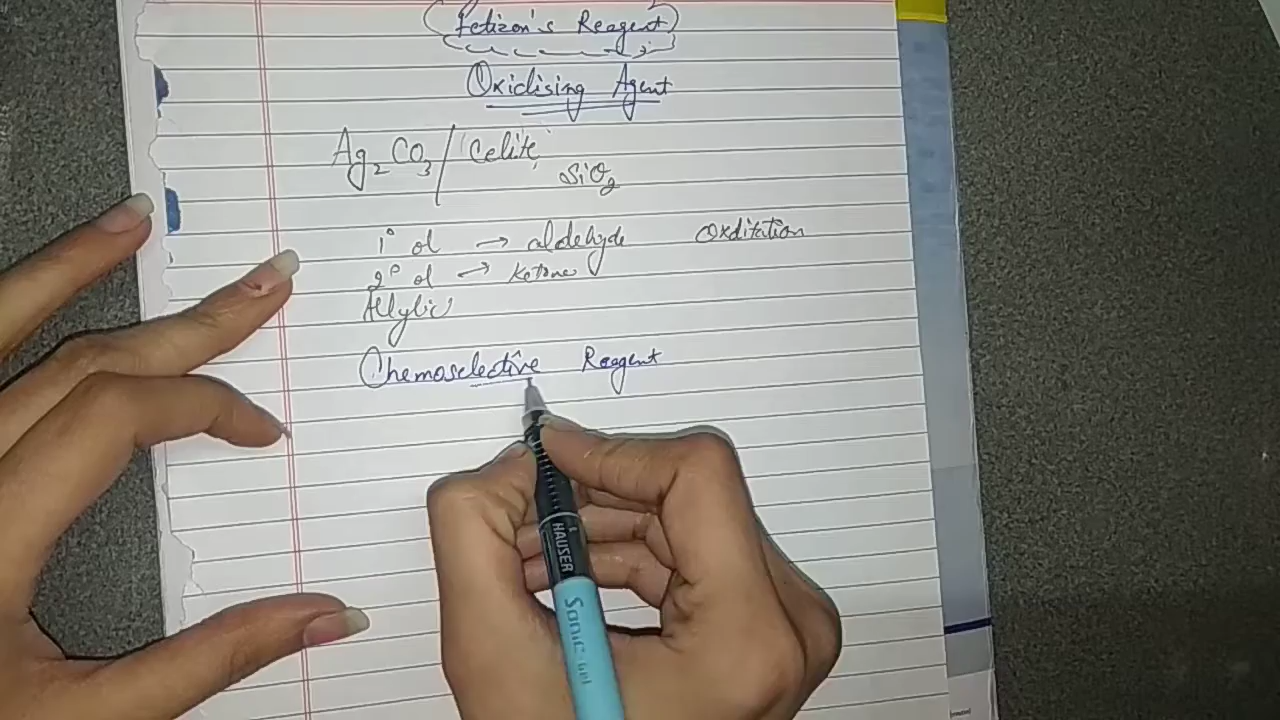 Fetizon's Reagent
Oxidising Agent
Ag2CO3 / Celite
SiO2
1° ol → aldehyde Oxditation
2° ol → Ketone
Allylic
Chemoselective Reagent
HAUSER
Sonic Gel